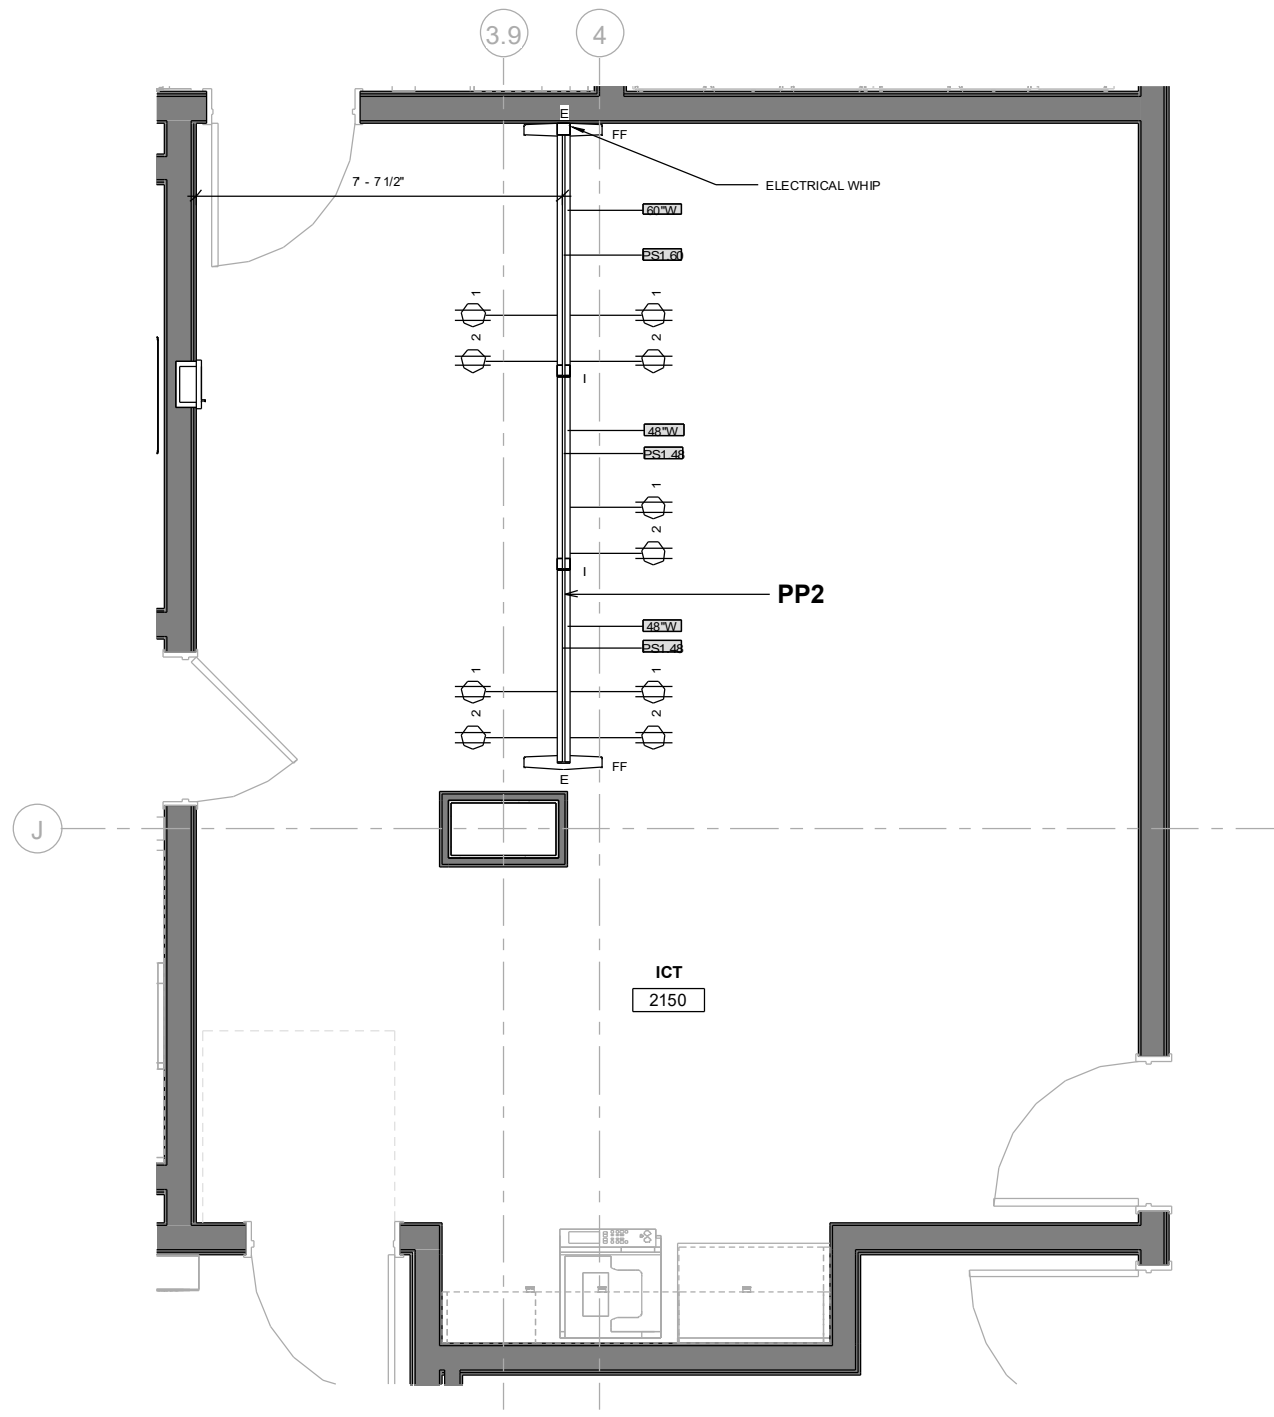 3.9
4
E
FF
7' - 7 1/2"
ELECTRICAL WHIP
60"W
PS1.60
1
1
2
2
I
48"W
PS1.48
1
2
I
PP2
48"W
PS1.48
1
1
2
2
FF
E
J
ICT
2150